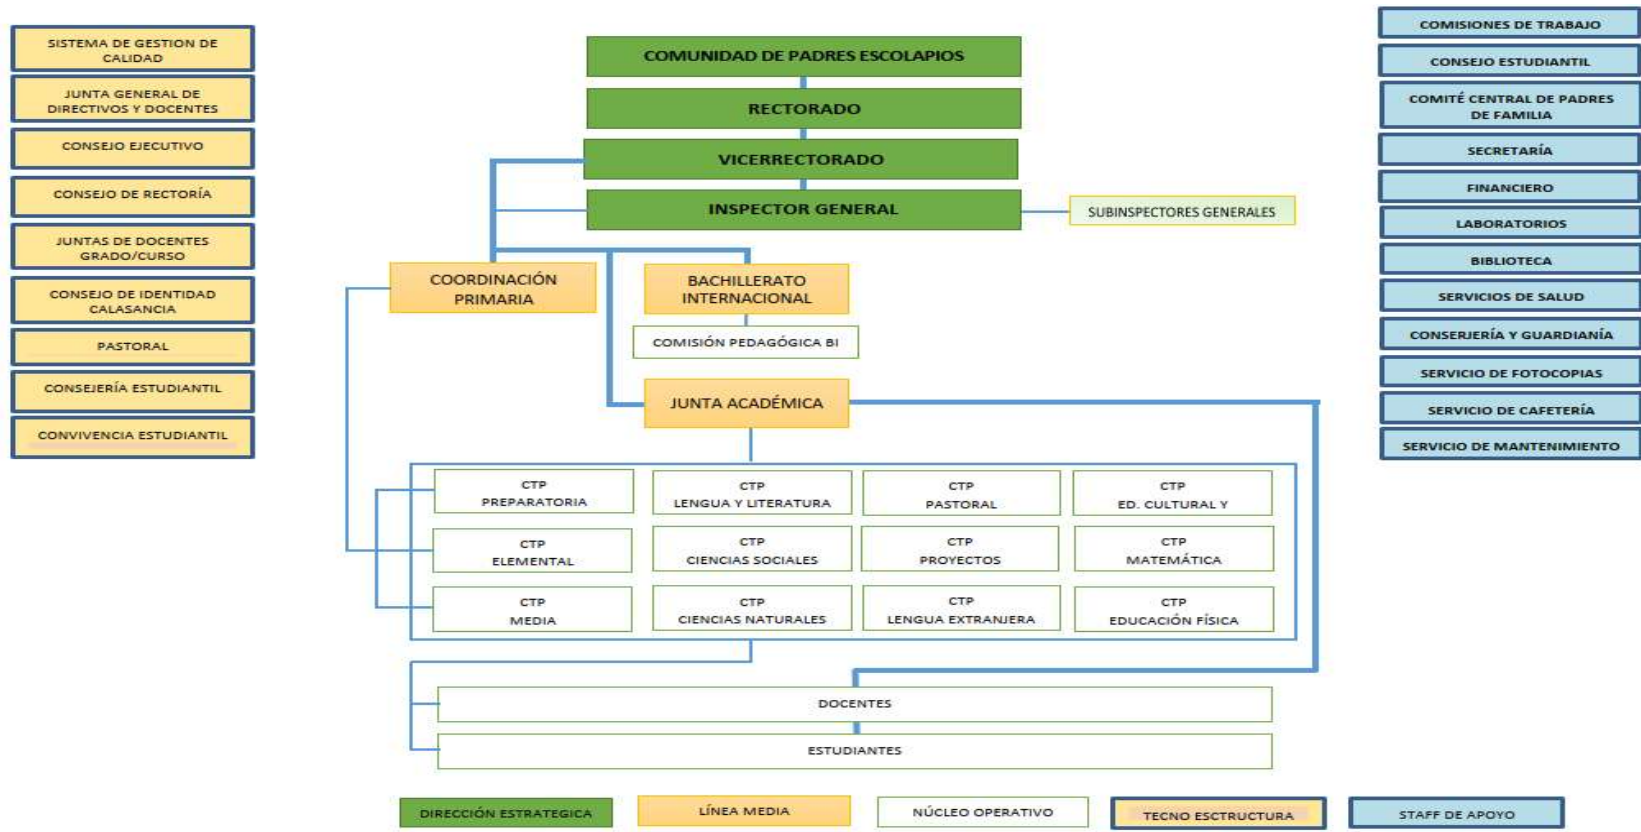 SISTEMA DE GESTION DE
CALIDAD
JUNTA GENERAL DE
DIRECTIVOS Y DOCENTES
CONSEJO EJECUTIVO
CONSEJO DE RECTORÍA
JUNTAS DE DOCENTES
GRADO/CURSO
CONSEJO DE IDENTIDAD
CALASANCIA
PASTORAL
CONSEJERÍA ESTUDIANTIL
CONVIVENCIA ESTUDIANTIL
COMUNIDAD DE PADRES ESCOLAPIOS
RECTORADO
VICERRECTORADO
INSPECTOR GENERAL
SUBINSPECTORES GENERALES
COORDINACIÓN
PRIMARIA
BACHILLERATO
INTERNACIONAL
COMISIÓN PEDAGÓGICA BI
JUNTA ACADÉMICA
CTP
PREPARATORIA
CTP
LENGUA Y LITERATURA
CTP
PASTORAL
CTP
ED. CULTURAL Y
CTP
ELEMENTAL
CTP
CIENCIAS SOCIALES
CTP
PROYECTOS
CTP
MATEMÁTICA
CTP
MEDIA
CTP
CIENCIAS NATURALES
CTP
LENGUA EXTRANJERA
CTP
EDUCACIÓN FÍSICA
DOCENTES
ESTUDIANTES
COMISIONES DE TRABAJO
CONSEJO ESTUDIANTIL
COMITÉ CENTRAL DE PADRES
DE FAMILIA
SECRETARÍA
FINANCIERO
LABORATORIOS
BIBLIOTECA
SERVICIOS DE SALUD
CONSERJERÍA Y GUARDIANÍA
SERVICIO DE FOTOCOPIAS
SERVICIO DE CAFETERÍA
SERVICIO DE MANTENIMIENTO
DIRECCIÓN ESTRATEGICA
LÍNEA MEDIA
NÚCLEO OPERATIVO
TECNO ESCTRUCTURA
STAFF DE APOYO